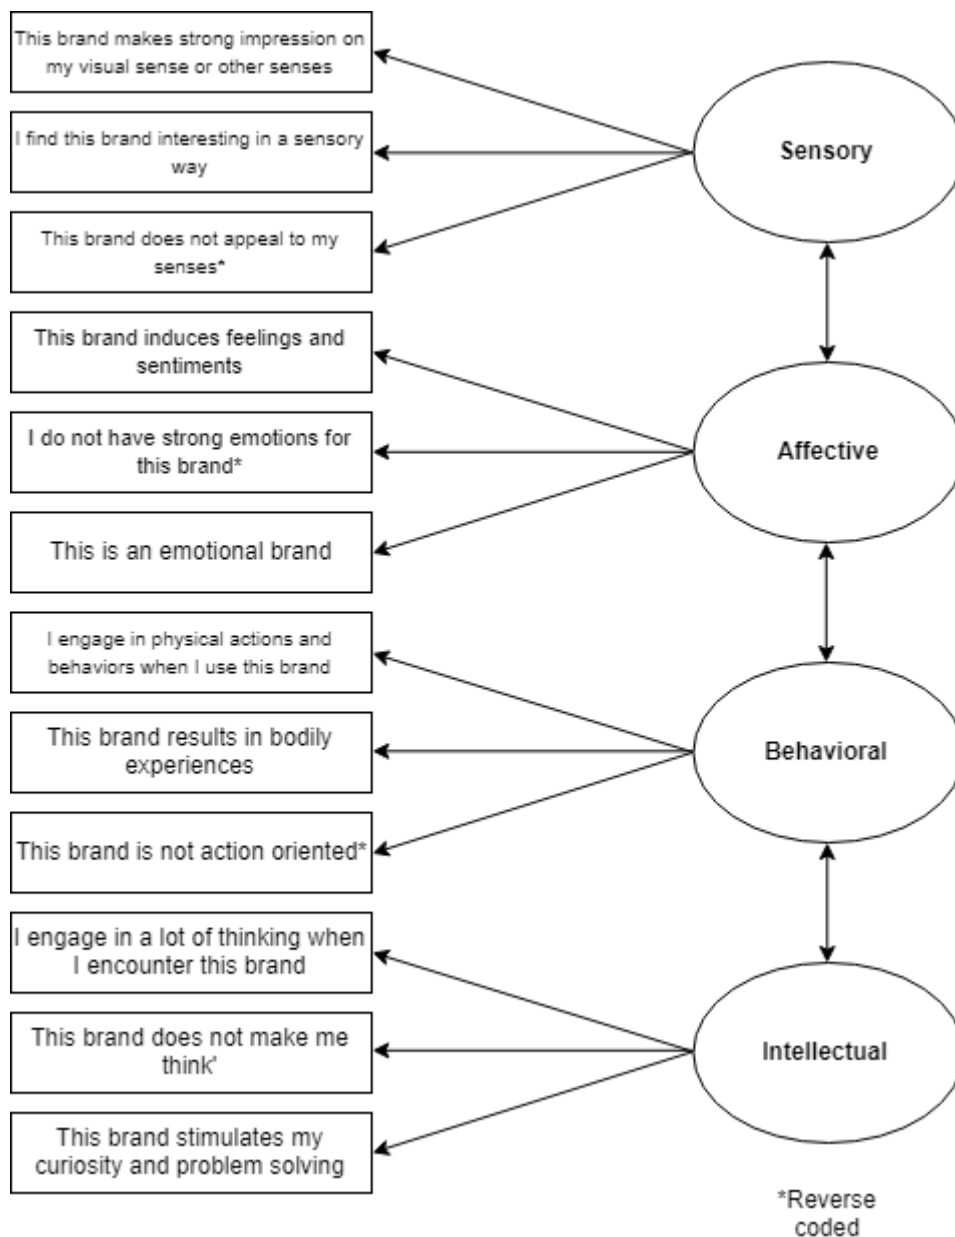 This brand makes strong impression on
my visual sense or other senses
I find this brand interesting in a sensory
way
This brand does not appeal to my
senses*
This brand induces feelings and
sentiments
I do not have strong emotions for
this brand*
This is an emotional brand
I engage in physical actions and
behaviors when I use this brand
This brand results in bodily
experiences
This brand is not action oriented*
I engage in a lot of thinking when
I encounter this brand
This brand does not make me
think'
This brand stimulates my
curiosity and problem solving
Sensory
Affective
Behavioral
Intellectual
*Reverse
coded